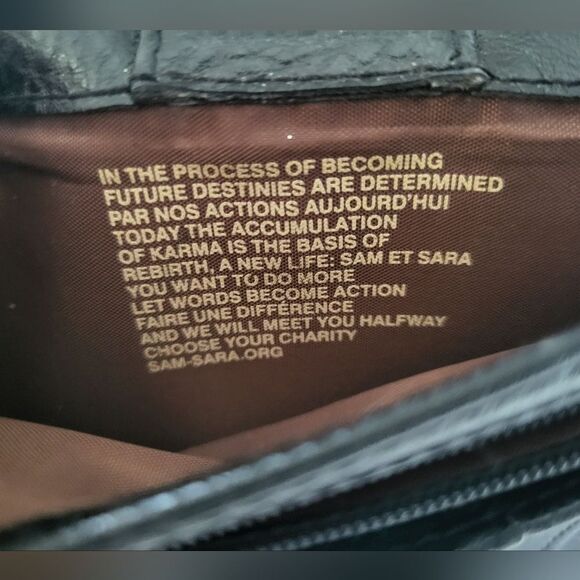 IN THE PROCESS OF BECOMING
FUTURE DESTINIES ARE DETERMINED
PAR NOS ACTIONS AUJOURD'HUI
TODAY THE ACCUMULATION
OF KARMA IS THE BASIS OF
REBIRTH, A NEW LIFE: SAM ET SARA
YOU WANT TO DO MORE
LET WORDS BECOME ACTION
FAIRE UNE DIFFÉRENCE
AND WE WILL MEET YOU HALFWAY
CHOOSE YOUR CHARITY
SAM-SARA.ORG